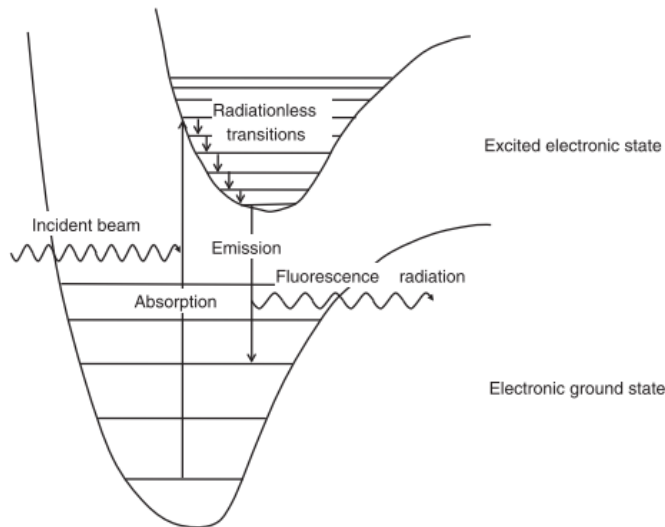 Radiationless
transitions
Excited electronic state
Incident beam
Emission
Fluorescence radiation
Absorption
Electronic ground state